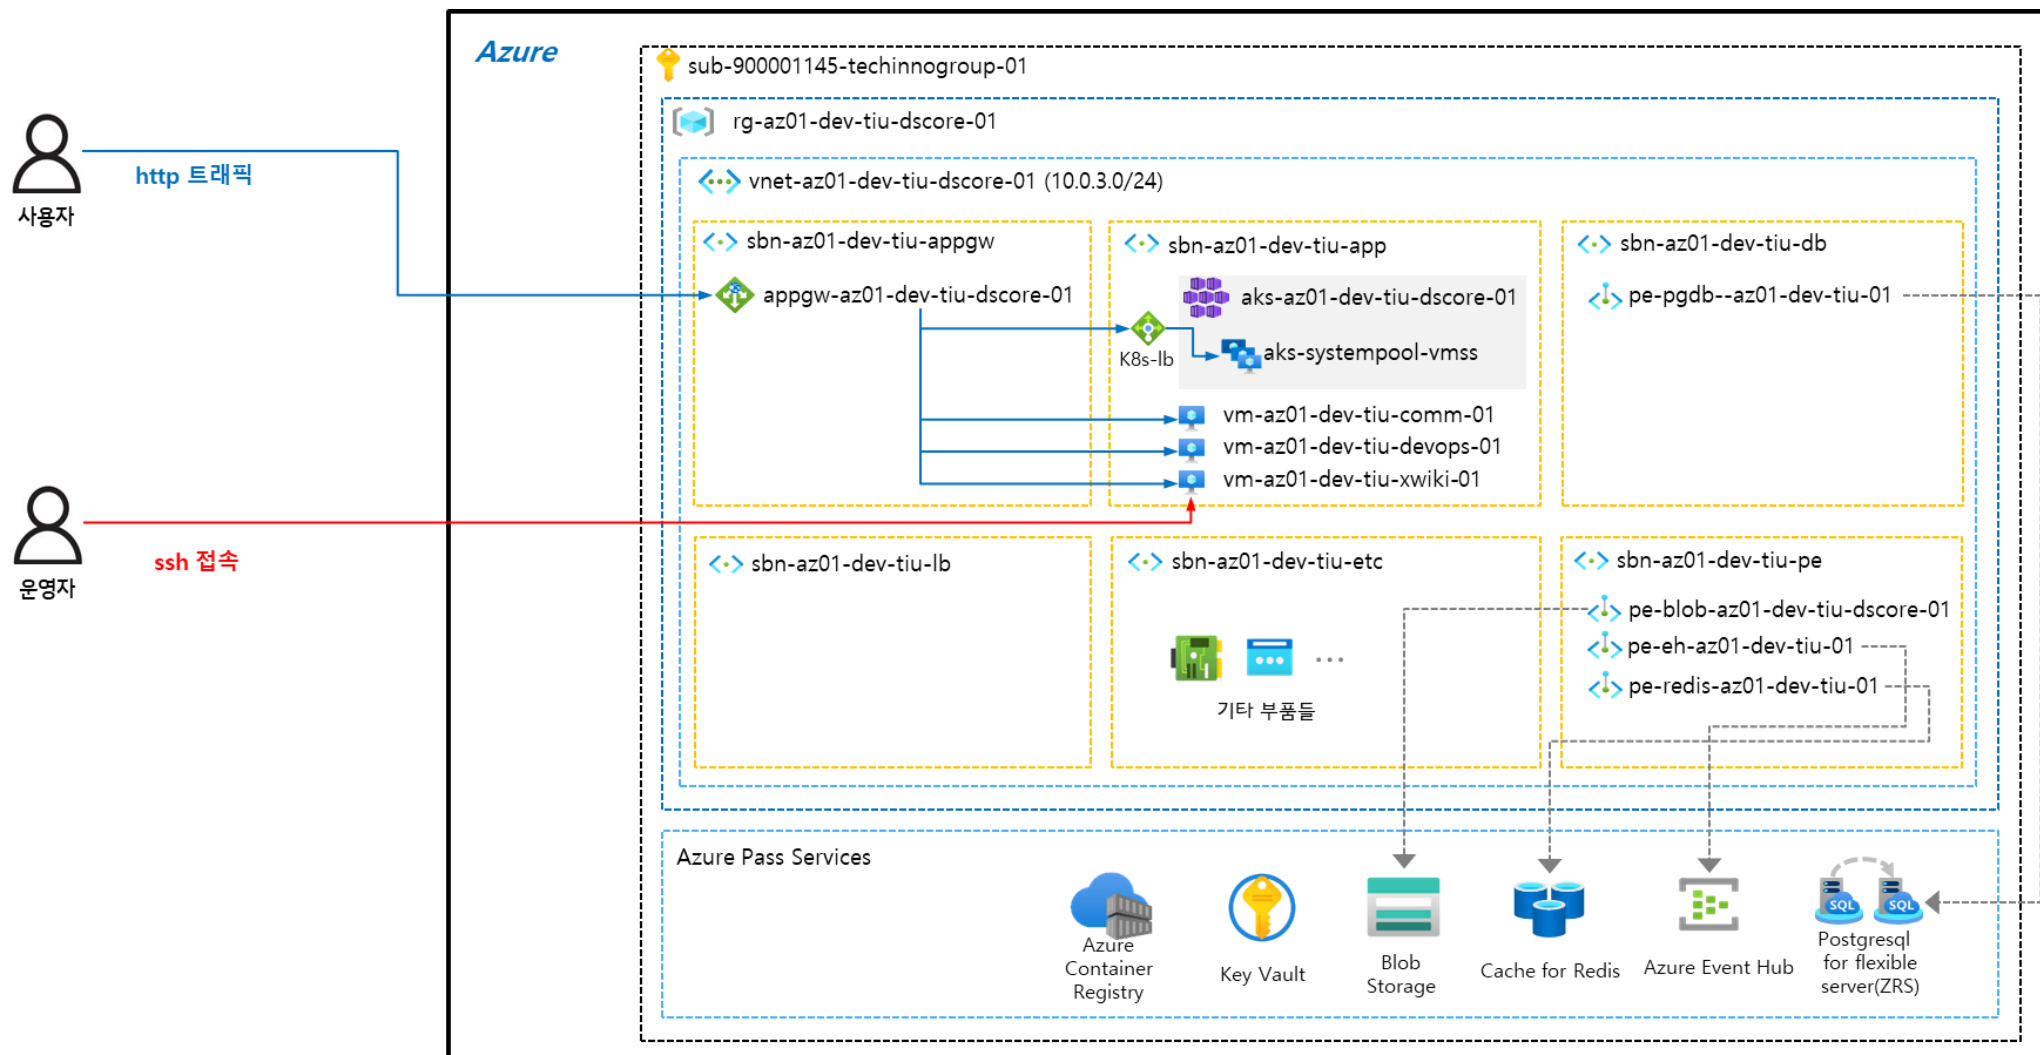 Azure
sub-900001145-techinnogroup-01
rg-az01-dev-tiu-dscore-01
http 트래픽
사용자
vnet-az01-dev-tiu-dscore-01 (10.0.3.0/24)
sbn-az01-dev-tiu-appgw
appgw-az01-dev-tiu-dscore-01
sbn-az01-dev-tiu-app
aks-az01-dev-tiu-dscore-01
K8s-lb
aks-systempool-vmss
vm-az01-dev-tiu-comm-01
vm-az01-dev-tiu-devops-01
vm-az01-dev-tiu-xwiki-01
sbn-az01-dev-tiu-db
pe-pgdb--az01-dev-tiu-01
ssh 접속
운영자
sbn-az01-dev-tiu-lb
sbn-az01-dev-tiu-etc
...
기타 부품들
sbn-az01-dev-tiu-pe
pe-blob-az01-dev-tiu-dscore-01
pe-eh-az01-dev-tiu-01
pe-redis-az01-dev-tiu-01
Azure Pass Services
Azure
Container
Registry
Key Vault
Blob
Storage
Cache for Redis
Azure Event Hub
SQL
SQL
Postgresql
for flexible
server(ZRS)